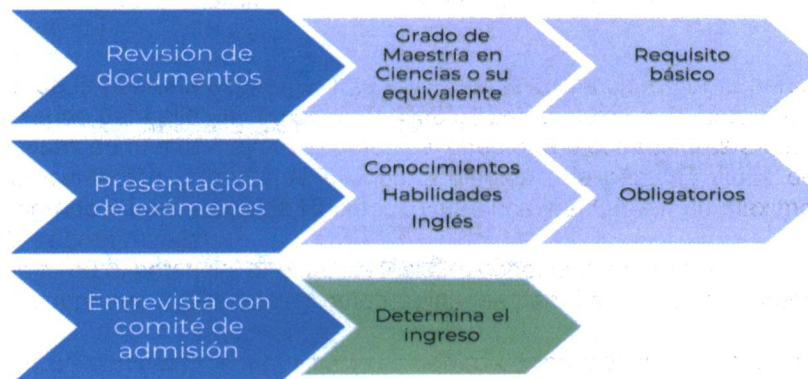 Revisión de
documentos
Grado de
Maestría en
Ciencias o su
equivalente
Requisito
básico
Presentación
de exámenes
Conocimientos
Habilidades
Inglés
Obligatorios
Entrevista con
comité de
admisión
Determina el
ingreso